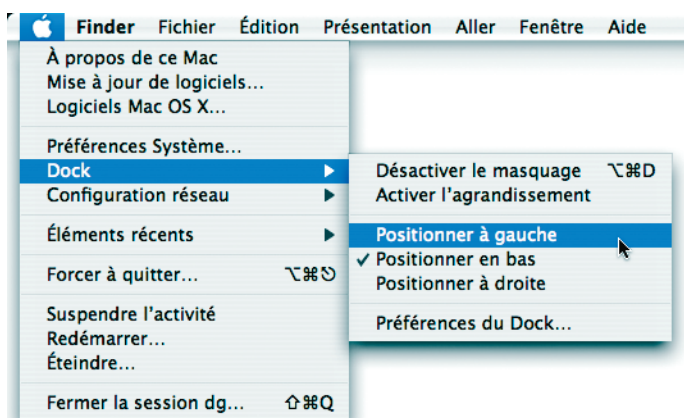 Finder Fichier Édition Présentation Aller Fenêtre Aide
À propos de ce Mac
Mise à jour de logiciels...
Logiciels Mac OS X...
Préférences Système...
Dock
Configuration réseau
Éléments récents
Forcer à quitter... ⌥⌘⎋
Suspendre l'activité
Redémarrer...
Éteindre...
Fermer la session dg... ⇧⌘Q
Désactiver le masquage ⌥⌘D
Activer l'agrandissement
Positionner à gauche
✓ Positionner en bas
Positionner à droite
Préférences du Dock...